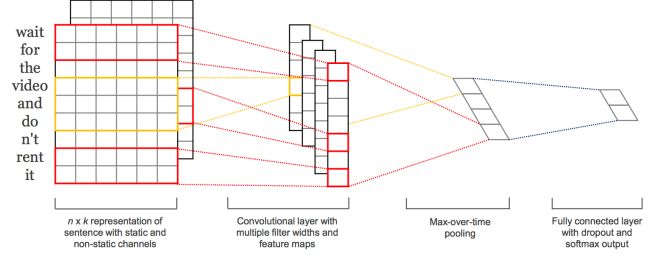 wait
for
the
video
and
do
n't
rent
it
n x k representation of
sentence with static and
non-static channels
Convolutional layer with
multiple filter widths and
feature maps
Max-over-time
pooling
Fully connected layer
with dropout and
softmax output